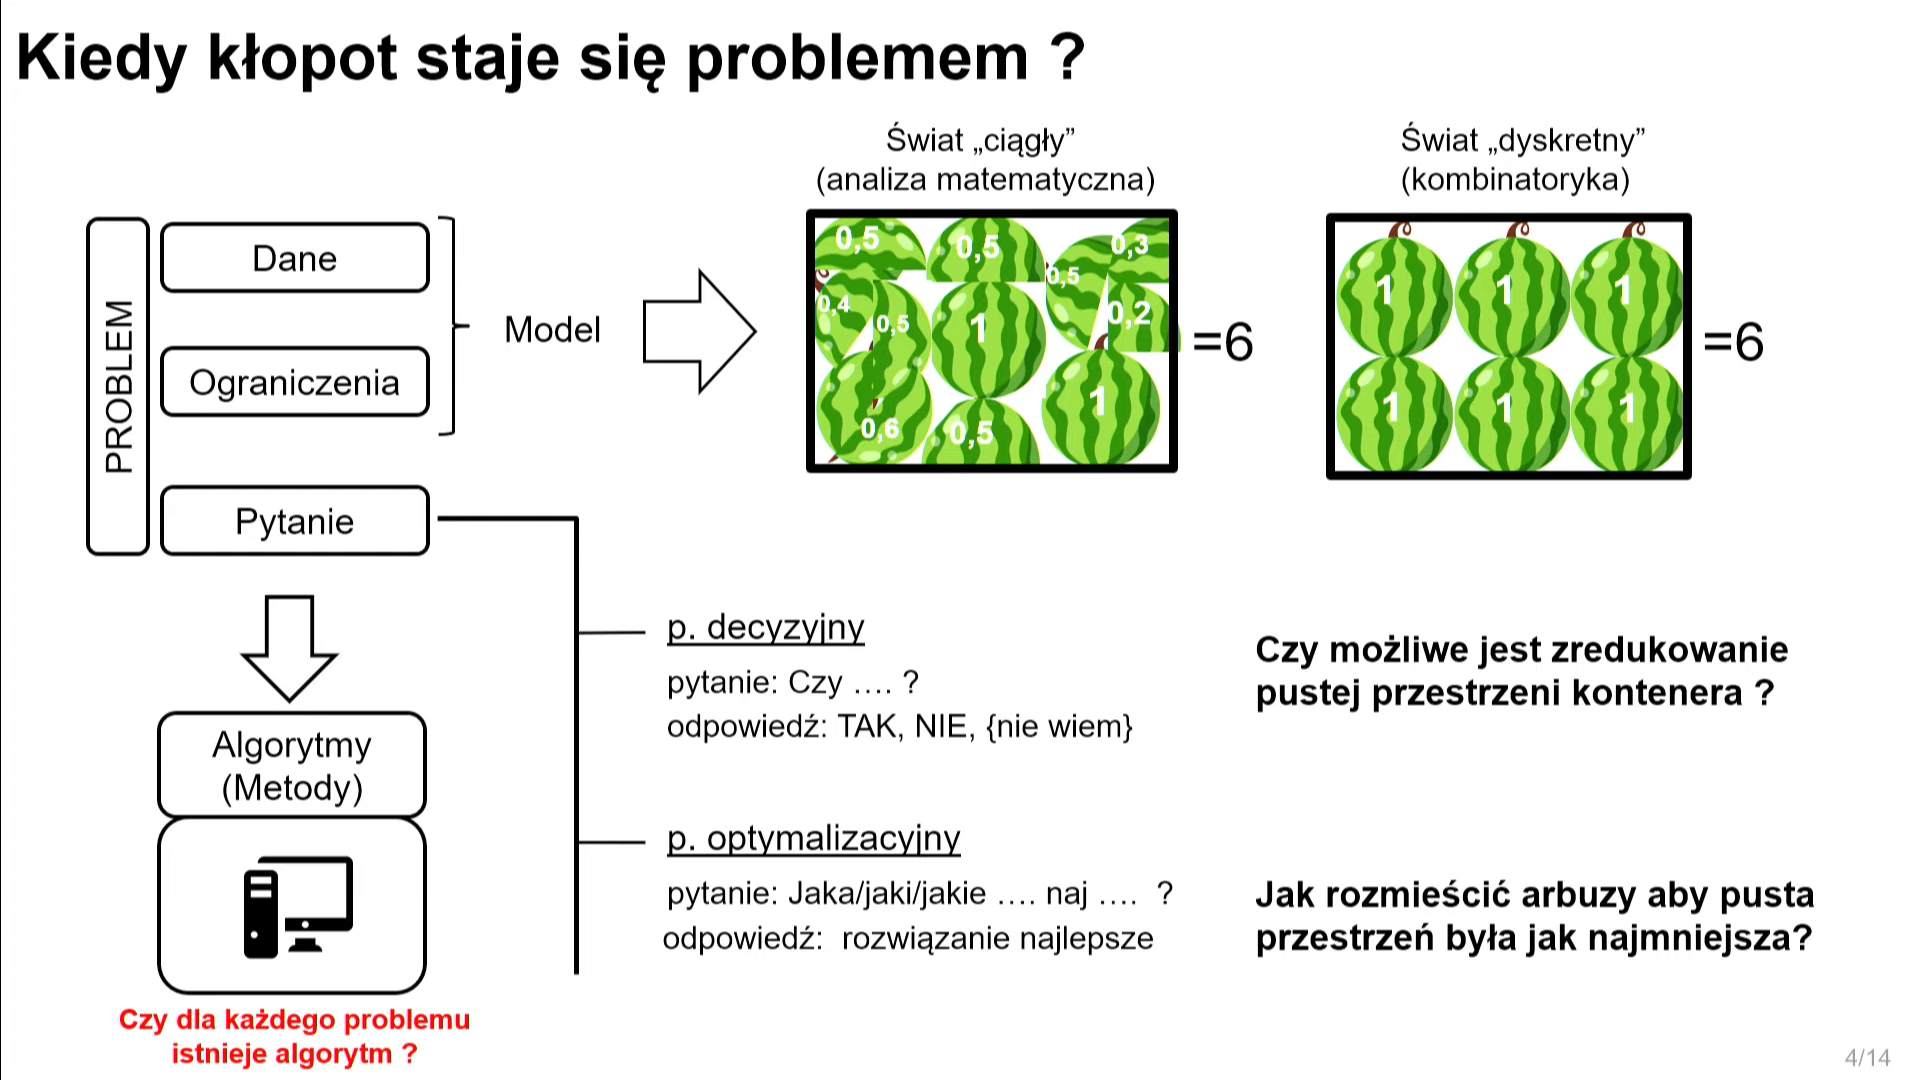 Kiedy kłopot staje się problemem ?
Świat „ciągły”
(analiza matematyczna)
Świat „dyskretny”
(kombinatoryka)
PROBLEM
Dane
Ograniczenia
Pytanie
Model
0,5
0,5
0,3
0,5
0,4
0,5
1
0,2
0,6
0,5
1
=6
1
1
1
1
1
1
=6
p. decyzyjny
pytanie: Czy .... ?
odpowiedź: TAK, NIE, {nie wiem}
Czy możliwe jest zredukowanie
pustej przestrzeni kontenera ?
Algorytmy
(Metody)
p. optymalizacyjny
pytanie: Jaka/jaki/jakie .... naj .... ?
odpowiedź: rozwiązanie najlepsze
Jak rozmieścić arbuzy aby pusta
przestrzeń była jak najmniejsza?
Czy dla każdego problemu
istnieje algorytm ?
4/14